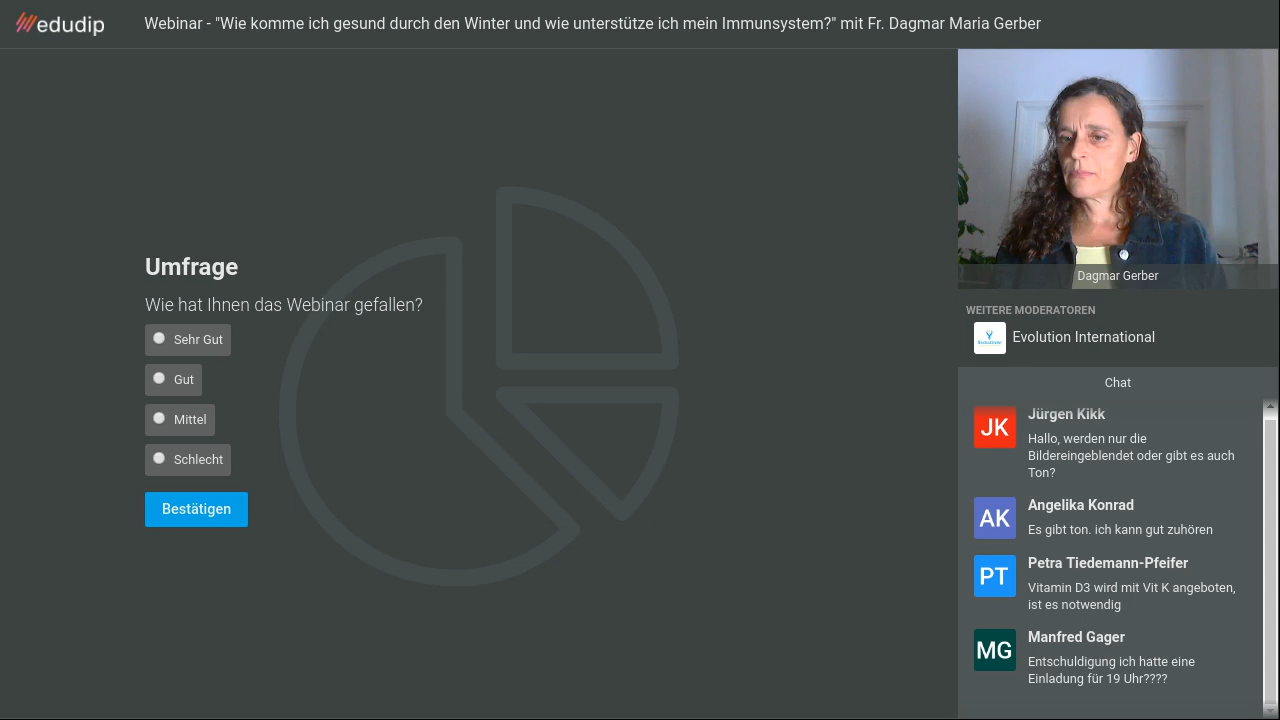 edudip
Webinar - "Wie komme ich gesund durch den Winter und wie unterstütze ich mein Immunsystem?" mit Fr. Dagmar Maria Gerber
Umfrage
Wie hat Ihnen das Webinar gefallen?
Sehr Gut
Gut
Mittel
Schlecht
Bestätigen
Dagmar Gerber
WEITERE MODERATOREN
Evolution International
Chat
JK
Jürgen Kikk
Hallo, werden nur die
Bildereingeblendet oder gibt es auch
Ton?
AK
Angelika Konrad
Es gibt ton. ich kann gut zuhören
PT
Petra Tiedemann-Pfeifer
Vitamin D3 wird mit Vit K angeboten,
ist es notwendig
MG
Manfred Gager
Entschuldigung ich hatte eine
Einladung für 19 Uhr????